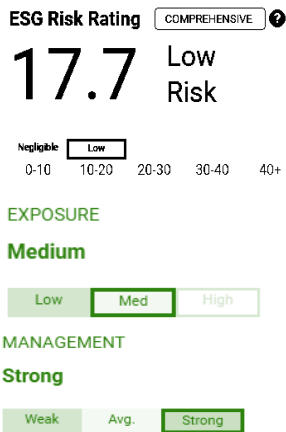 ESG Risk Rating COMPREHENSIVE ?
17.7 Low
Risk
Negligible Low
0-10 10-20 20-30 30-40 40+
EXPOSURE
Medium
Low Med High
MANAGEMENT
Strong
Weak Avg. Strong